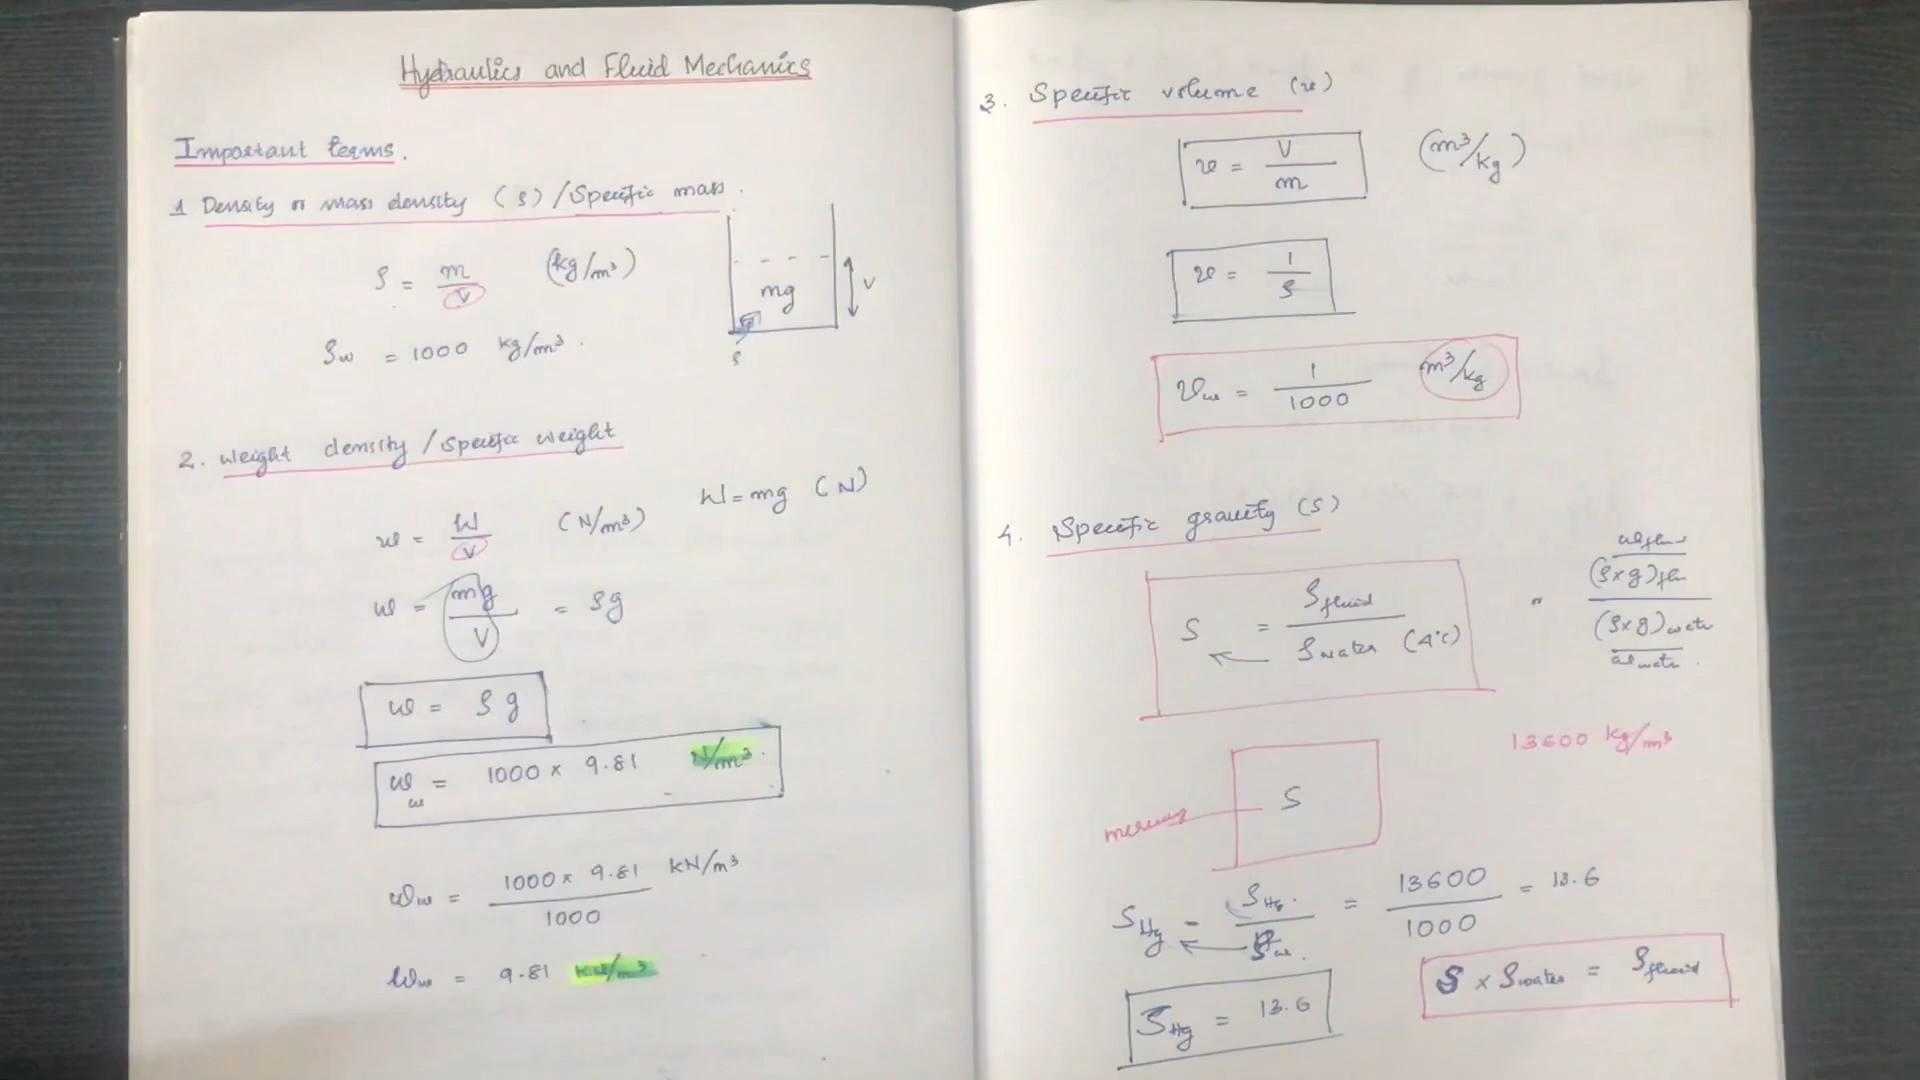 Hydraulics and Fluid Mechanics
Important terms.
1 Density or mass density (ρ) / Specific mass.
ρ = m/V (kg/m³)
mg
V
ρ
ρw = 1000 kg/m³.
2. Weight density / Specific weight
W = mg (N)
w = W/V (N/m³)
w = mg/V = ρg
w = ρg
ww = 1000 × 9.81 N/m³.
ww = 1000 × 9.81 / 1000 kN/m³
ww = 9.81 kN/m³
3. Specific volume (v)
v = V/m (m³/kg)
v = 1/ρ
vw = 1/1000 m³/kg
4. Specific gravity (S)
S = ρfluid / ρwater (4°c)
(ρ×g)flu
(ρ×g)wate
13600 kg/m³
S
mercury
SHg = ρHg. / ρw. = 13600 / 1000 = 13.6
SHg = 13.6
S × ρwater = ρfluid